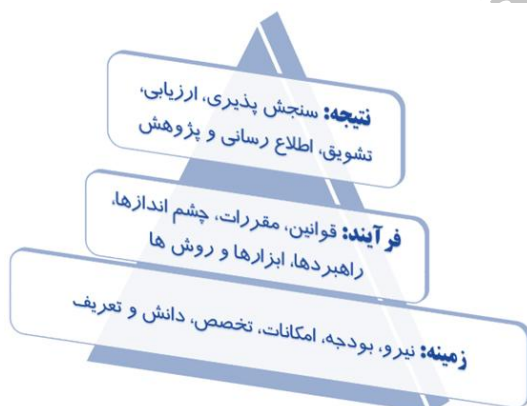 نتیجه: سنجش پذیری، ارزیابی،
تشویق، اطلاع رسانی و پژوهش
فرآیند: قوانین، مقررات، چشم اندازها،
راهبردها، ابزارها و روش ها
زمینه: نیرو، بودجه، امکانات، تخصص، دانش و تعریف